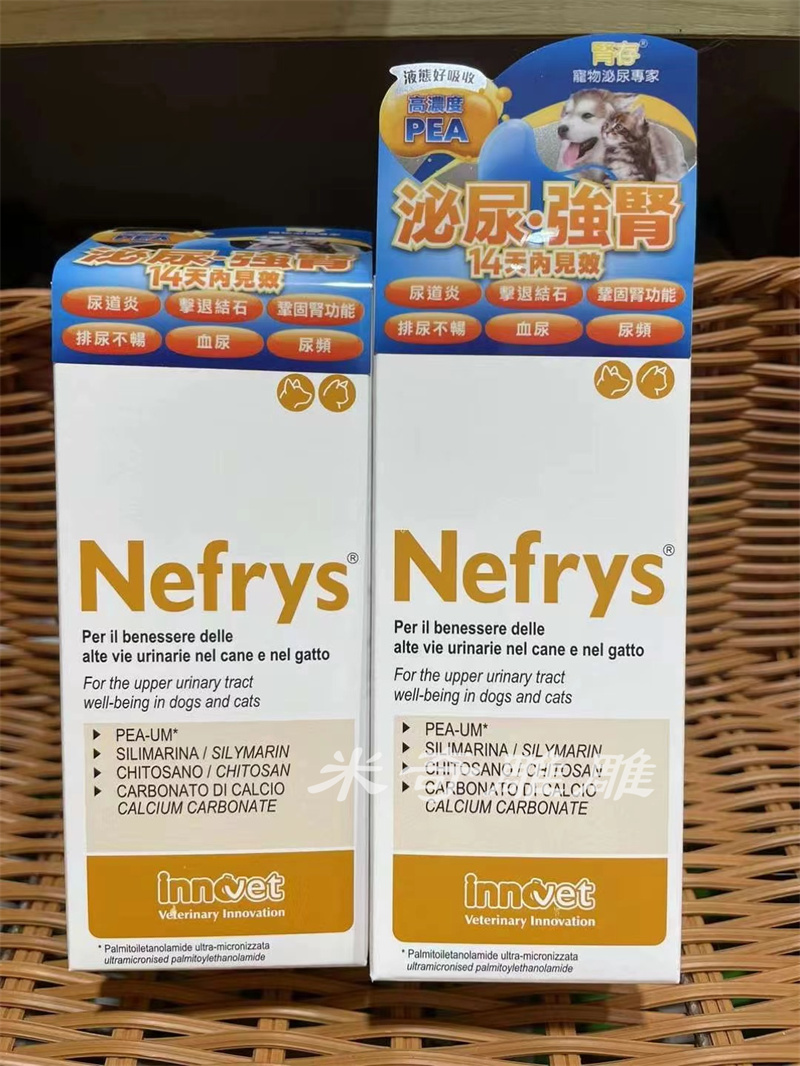 PEA
泌尿·強腎
14天內見效
尿道炎 擊退結石 鞏固腎功能
排尿不暢 血尿 尿頻
Nefrys®
Per il benessere delle
alte vie urinarie nel cane e nel gatto
For the upper urinary tract
well-being in dogs and cats
PEA-UM*
SILIMARINA / SILYMARIN
CHITOSANO / CHITOSAN
CARBONATO DI CALCIO
CALCIUM CARBONATE
innovet
Veterinary Innovation
* Palmitoiletanolamide ultra-micronizzata
ultramicronised palmitoylethanolamide
腎存®
寵物泌尿專家
液態好吸收
高濃度
PEA
泌尿·強腎
14天內見效
尿道炎 擊退結石 鞏固腎功能
排尿不暢 血尿 尿頻
Nefrys®
Per il benessere delle
alte vie urinarie nel cane e nel gatto
For the upper urinary tract
well-being in dogs and cats
PEA-UM*
SILIMARINA / SILYMARIN
CHITOSANO / CHITOSAN
CARBONATO DI CALCIO
CALCIUM CARBONATE
innovet
Veterinary Innovation
* Palmitoiletanolamide ultra-micronizzata
ultramicronised palmitoylethanolamide